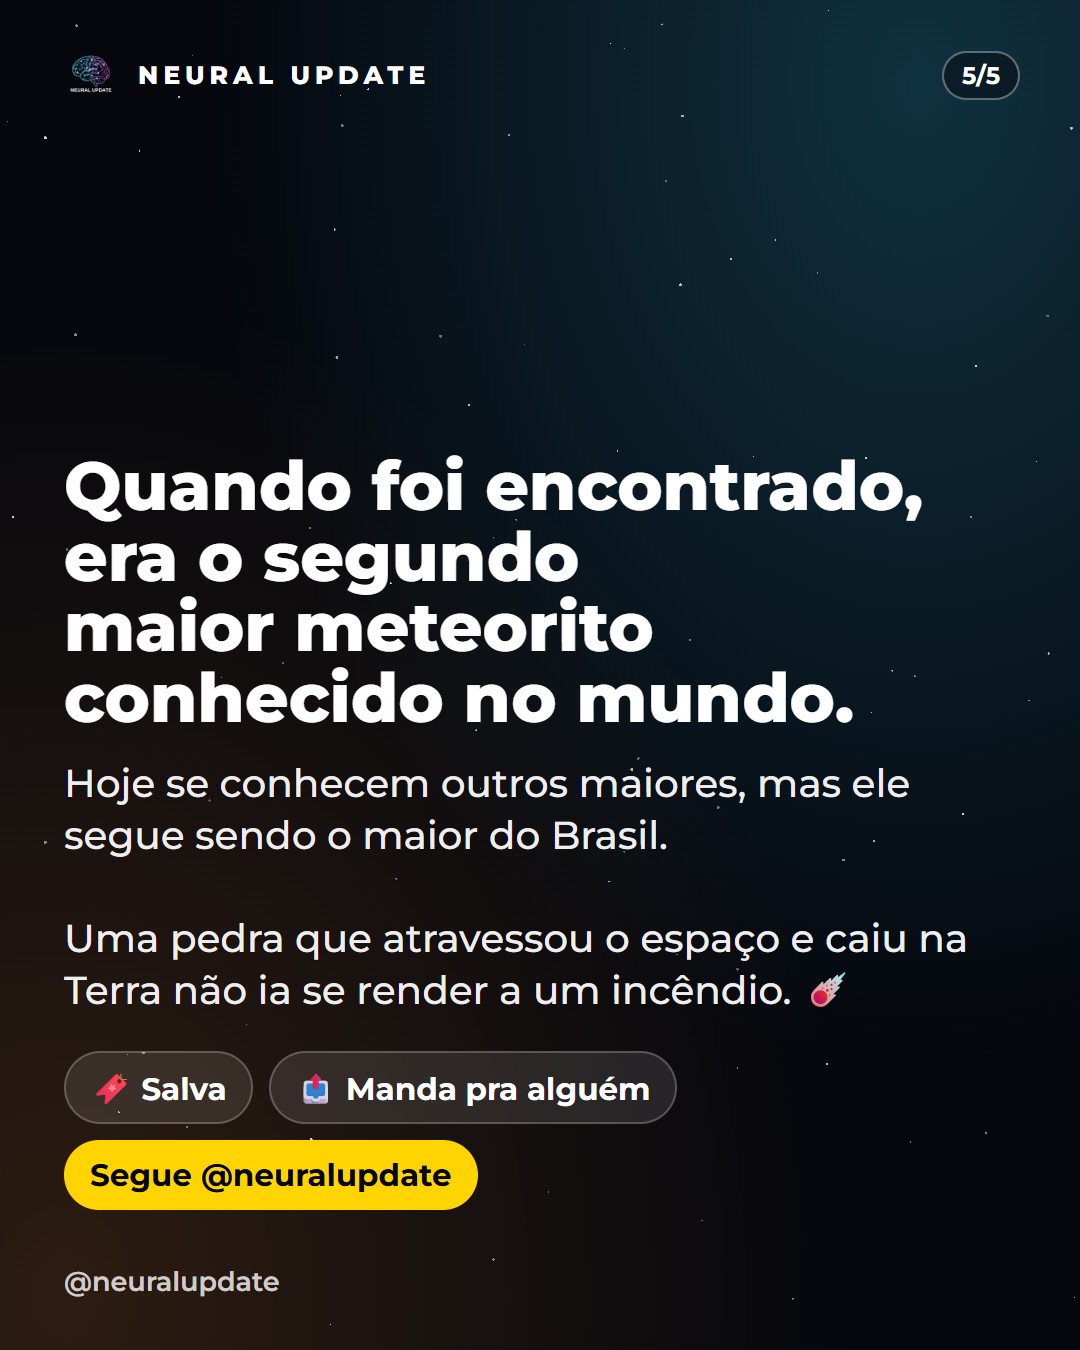 NEURAL UPDATE
NEURAL UPDATE
5/5
Quando foi encontrado,
era o segundo
maior meteorito
conhecido no mundo.
Hoje se conhecem outros maiores, mas ele
segue sendo o maior do Brasil.
Uma pedra que atravessou o espaço e caiu na
Terra não ia se render a um incêndio. ☄️
🔖 Salva
📤 Manda pra alguém
Segue @neuralupdate
@neuralupdate